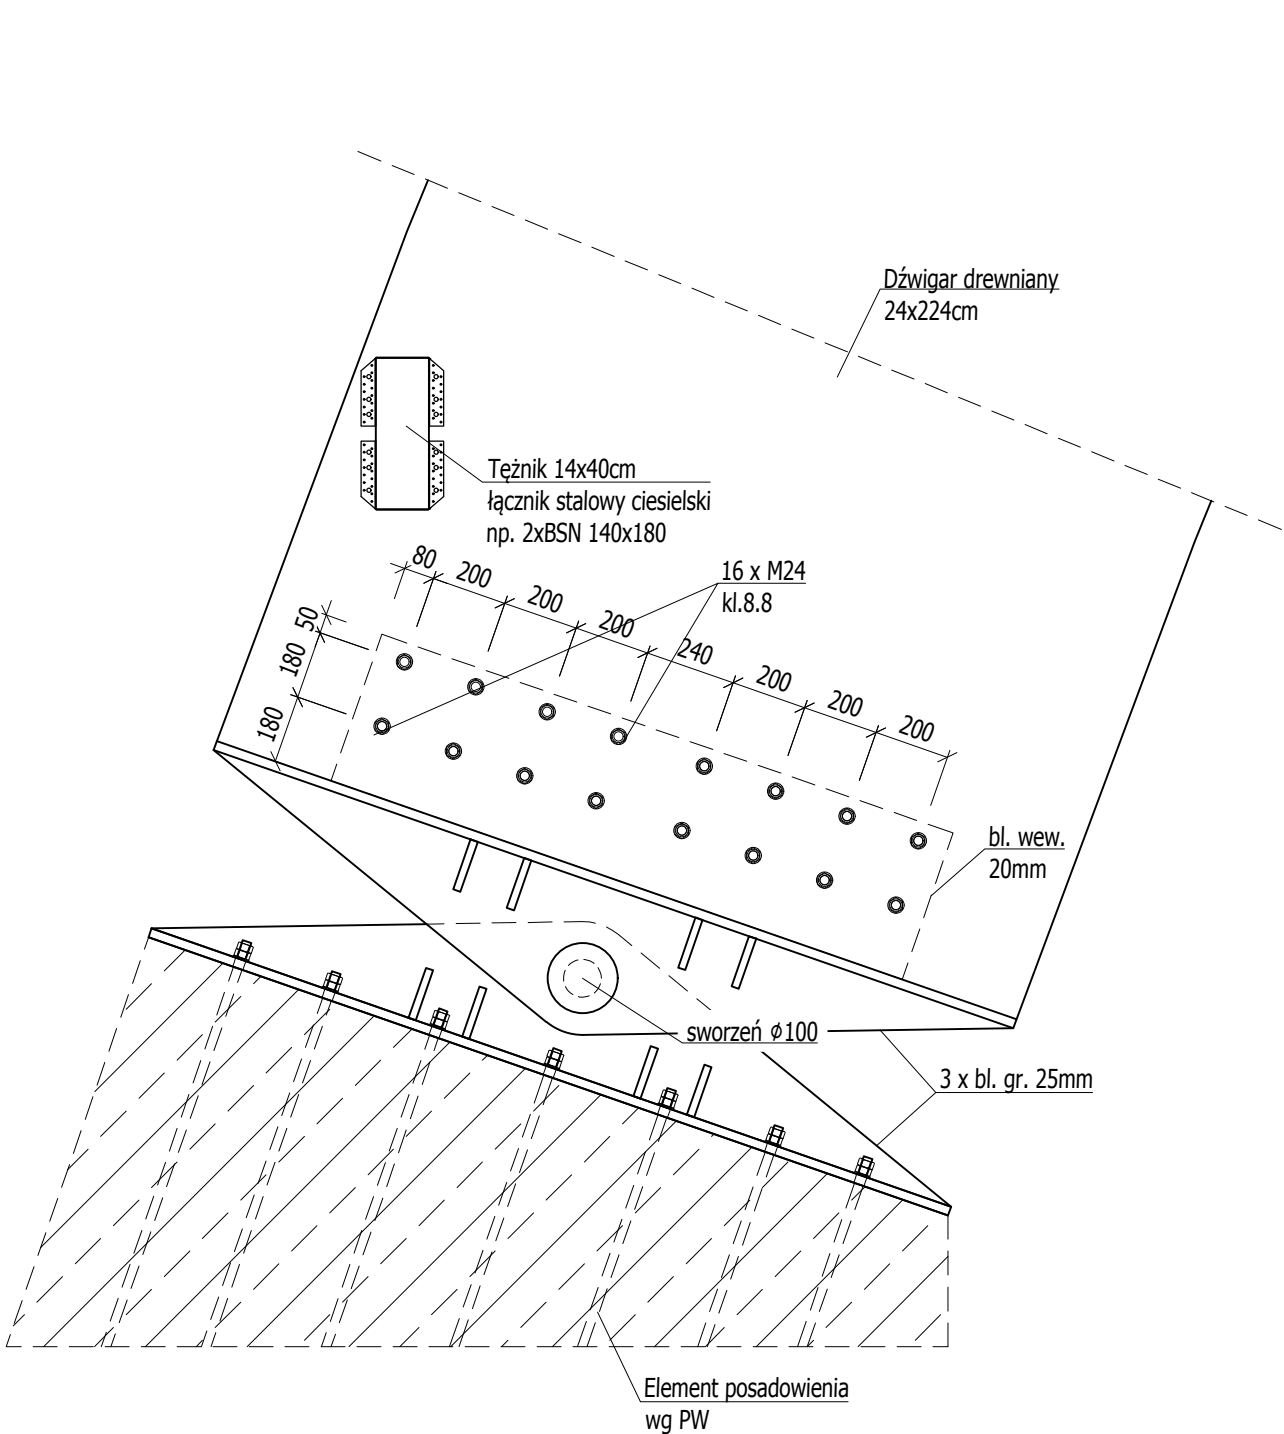 Dźwigar drewniany
24x224cm
Tężnik 14x40cm
łącznik stalowy ciesielski
np. 2xBSN 140x180
16 x M24
kl.8.8
80
200
200
200
240
200
200
200
50
180
180
bl. wew.
20mm
sworzeń ϕ100
3 x bl. gr. 25mm
Element posadowienia
wg PW